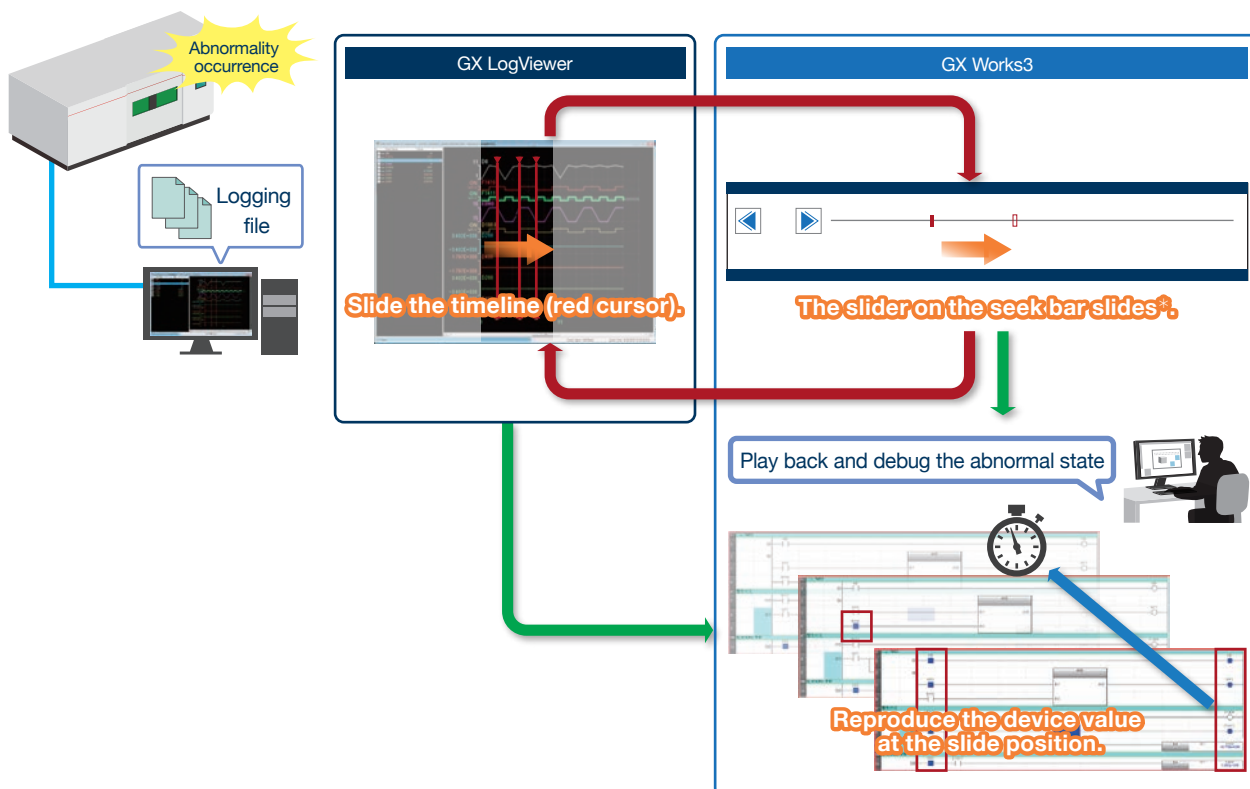 Abnormality
occurrence
Logging
file
GX LogViewer
Slide the timeline (red cursor).
GX Works3
The slider on the seek bar slides*.
Play back and debug the abnormal state
Reproduce the device value
at the slide position.